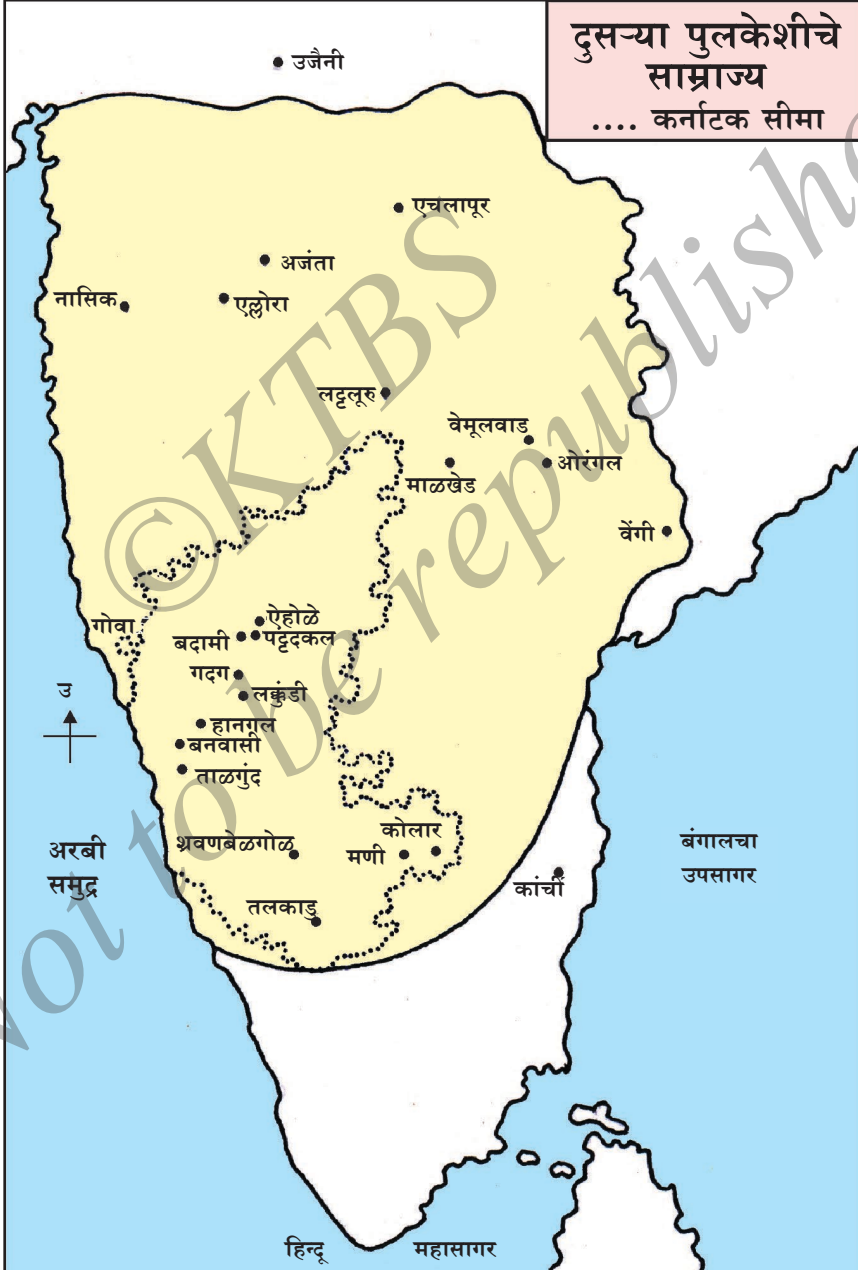 दुसऱ्या पुलकेशीचे
साम्राज्य
.... कर्नाटक सीमा
उजैनी
एचलापूर
अजंता
नासिक
एल्लोरा
लट्टलूरु
वेमूलवाड
ओरंगल
माळखेड
वेंगी
ऐहोळे
गोवा
बदामी
पट्टदकल
गदग
लक्कुंडी
उ
हानगल
बनवासी
ताळगुंद
कोलार
श्रवणबेळगोळ
मणी
अरबी
समुद्र
बंगालचा
उपसागर
कांचीं
तलकाडु
हिन्दू महासागर
©KTBS
Not to be republished